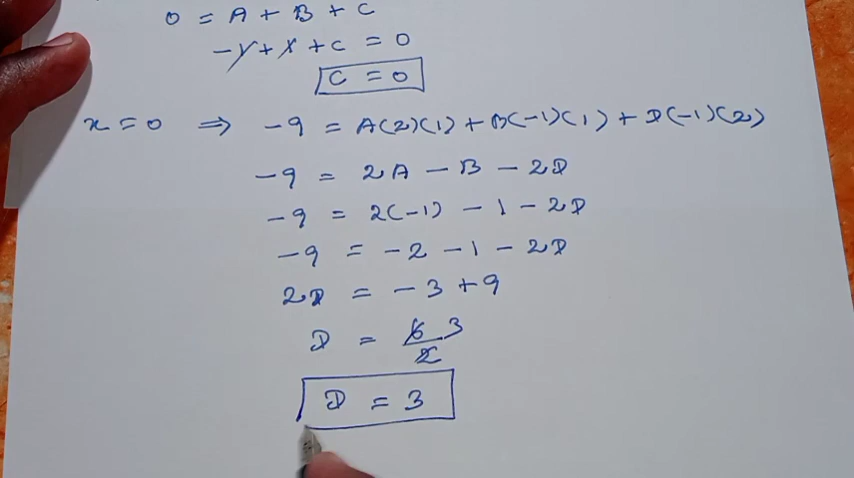 0 = A + B + C
-1 + 1 + C = 0
C = 0
x = 0 ⇒ -9 = A(2)(1) + B(-1)(1) + D(-1)(2)
-9 = 2A - B - 2D
-9 = 2(-1) - 1 - 2D
-9 = -2 - 1 - 2D
2D = -3 + 9
D = 6/2 3
D = 3